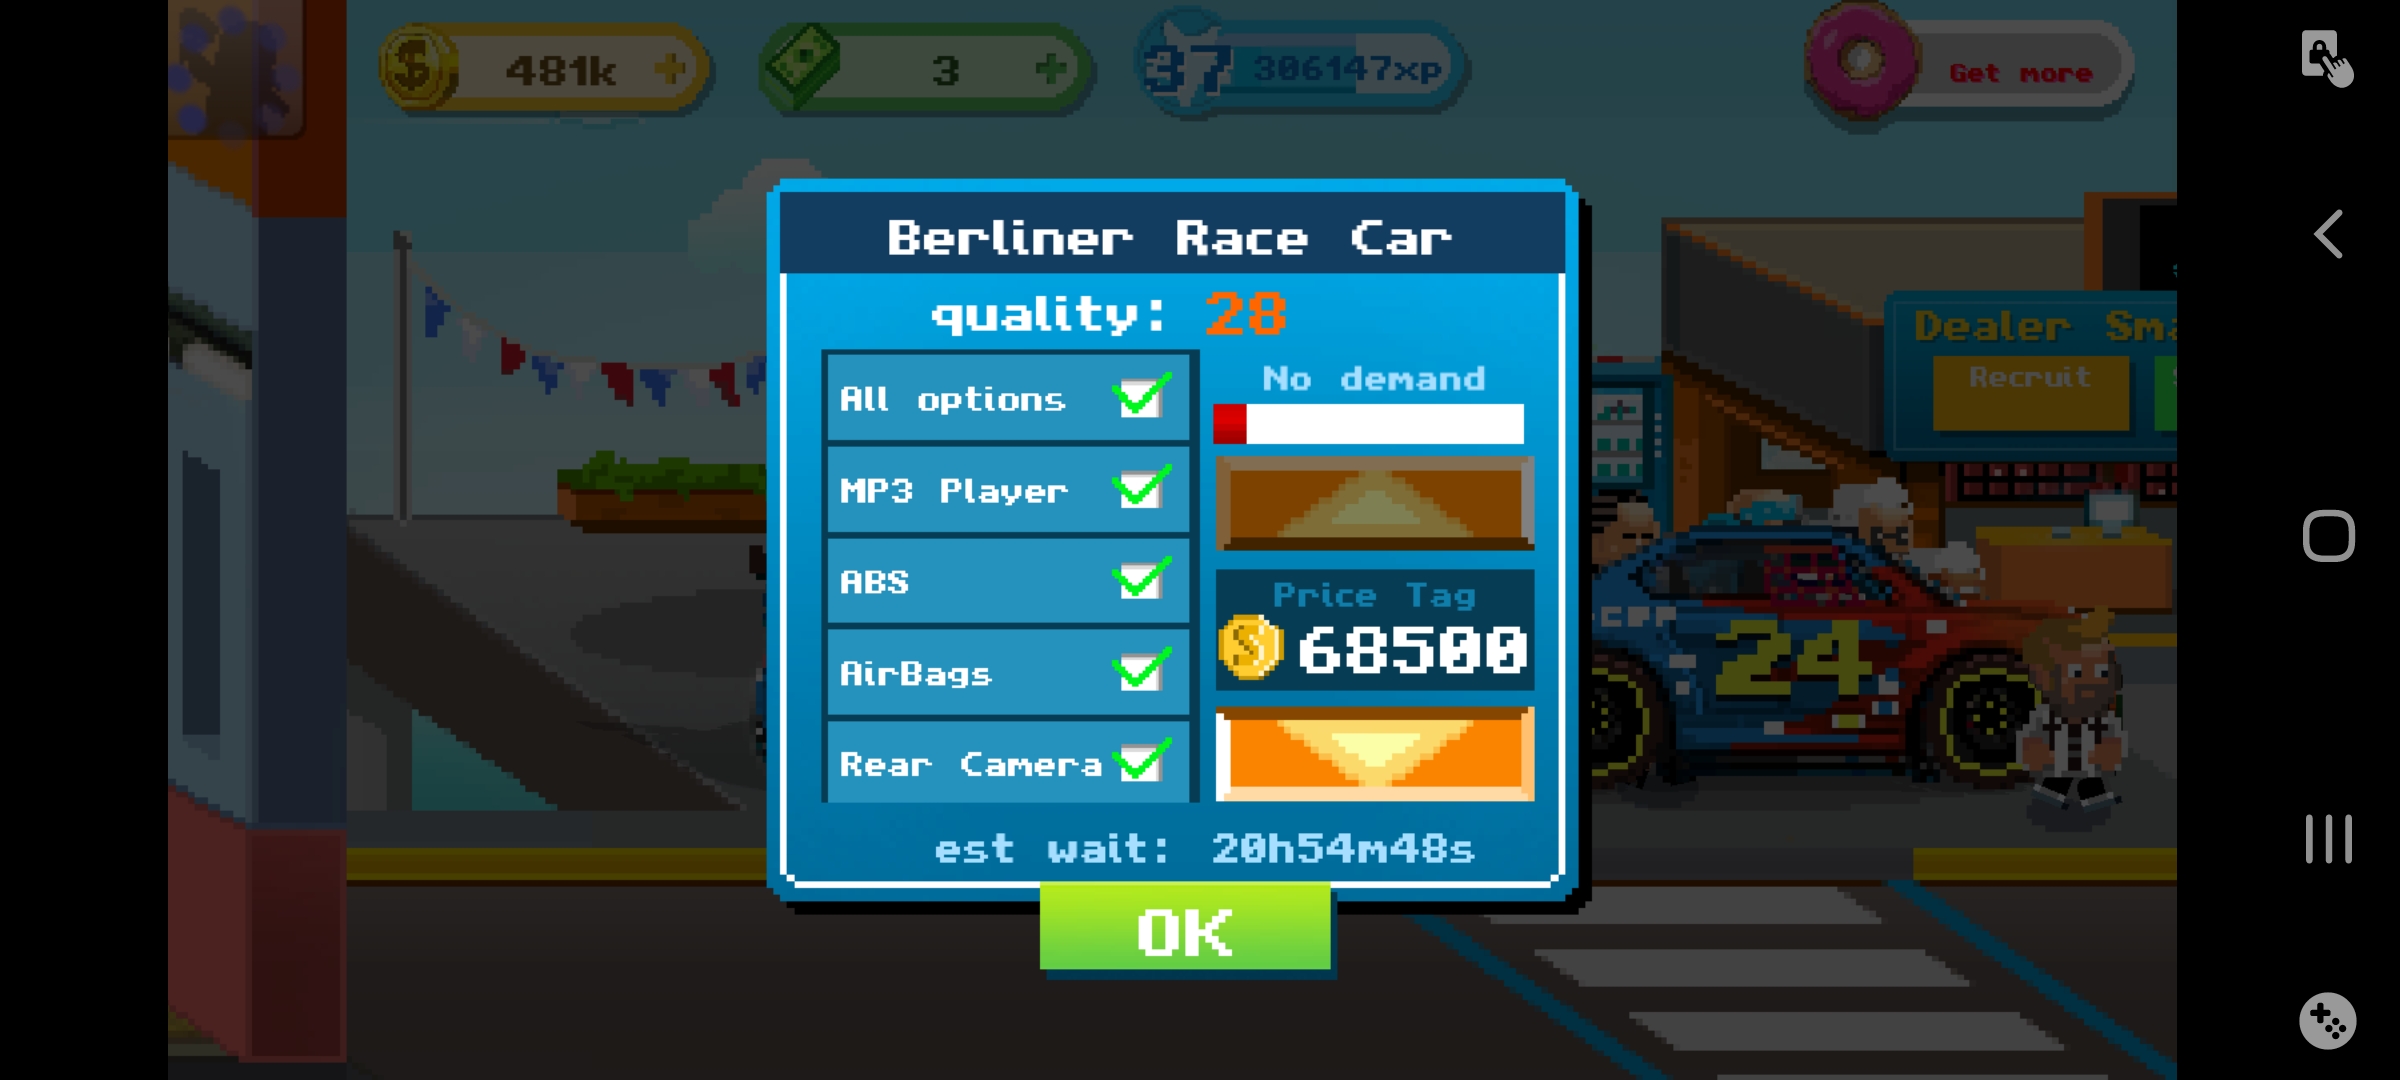 481k
3
37
306147xp
Get more
Berliner Race Car
quality: 28
All options
MP3 Player
ABS
AirBags
Rear Camera
No demand
Price Tag
68500
est wait: 20h54m48s
OK
Dealer
Recruit
24